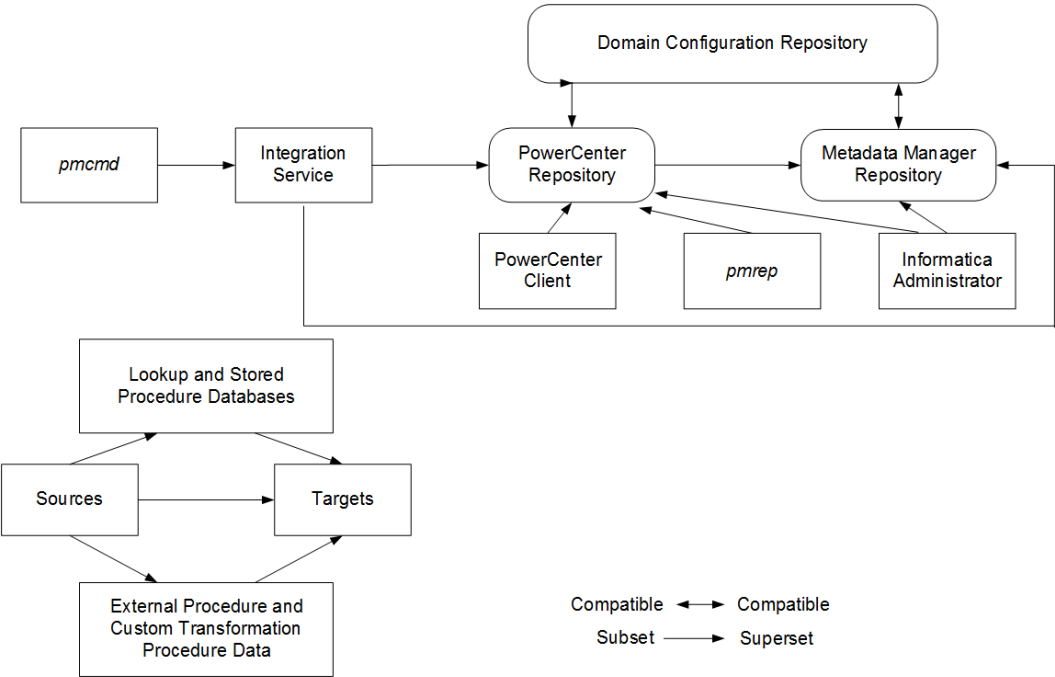 Domain Configuration Repository
pmcmd
Integration
Service
PowerCenter
Repository
Metadata Manager
Repository
PowerCenter
Client
pmrep
Informatica
Administrator
Lookup and Stored
Procedure Databases
Sources
Targets
External Procedure and
Custom Transformation
Procedure Data
Compatible Compatible
Subset Superset